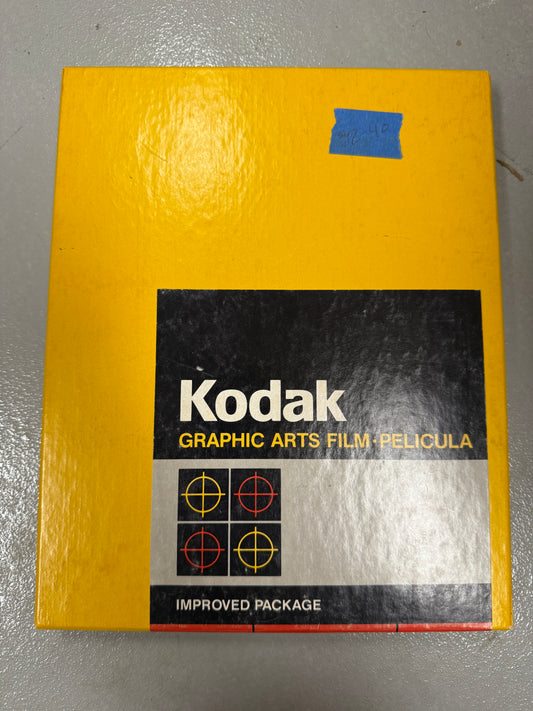 Kodak
GRAPHIC ARTS FILM·PELICULA
IMPROVED PACKAGE